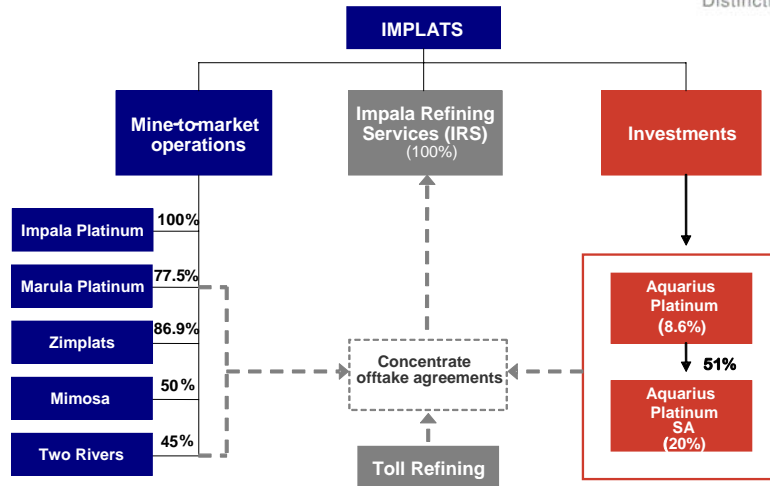 Distincti
IMPLATS
Mine-to-market
operations
Impala Refining
Services (IRS)
(100%)
Investments
Impala Platinum
100%
Marula Platinum
77.5%
Zimplats
86.9%
Mimosa
50%
Two Rivers
45%
Concentrate
offtake agreements
Toll Refining
Aquarius
Platinum
(8.6%)
51%
Aquarius
Platinum
SA
(20%)